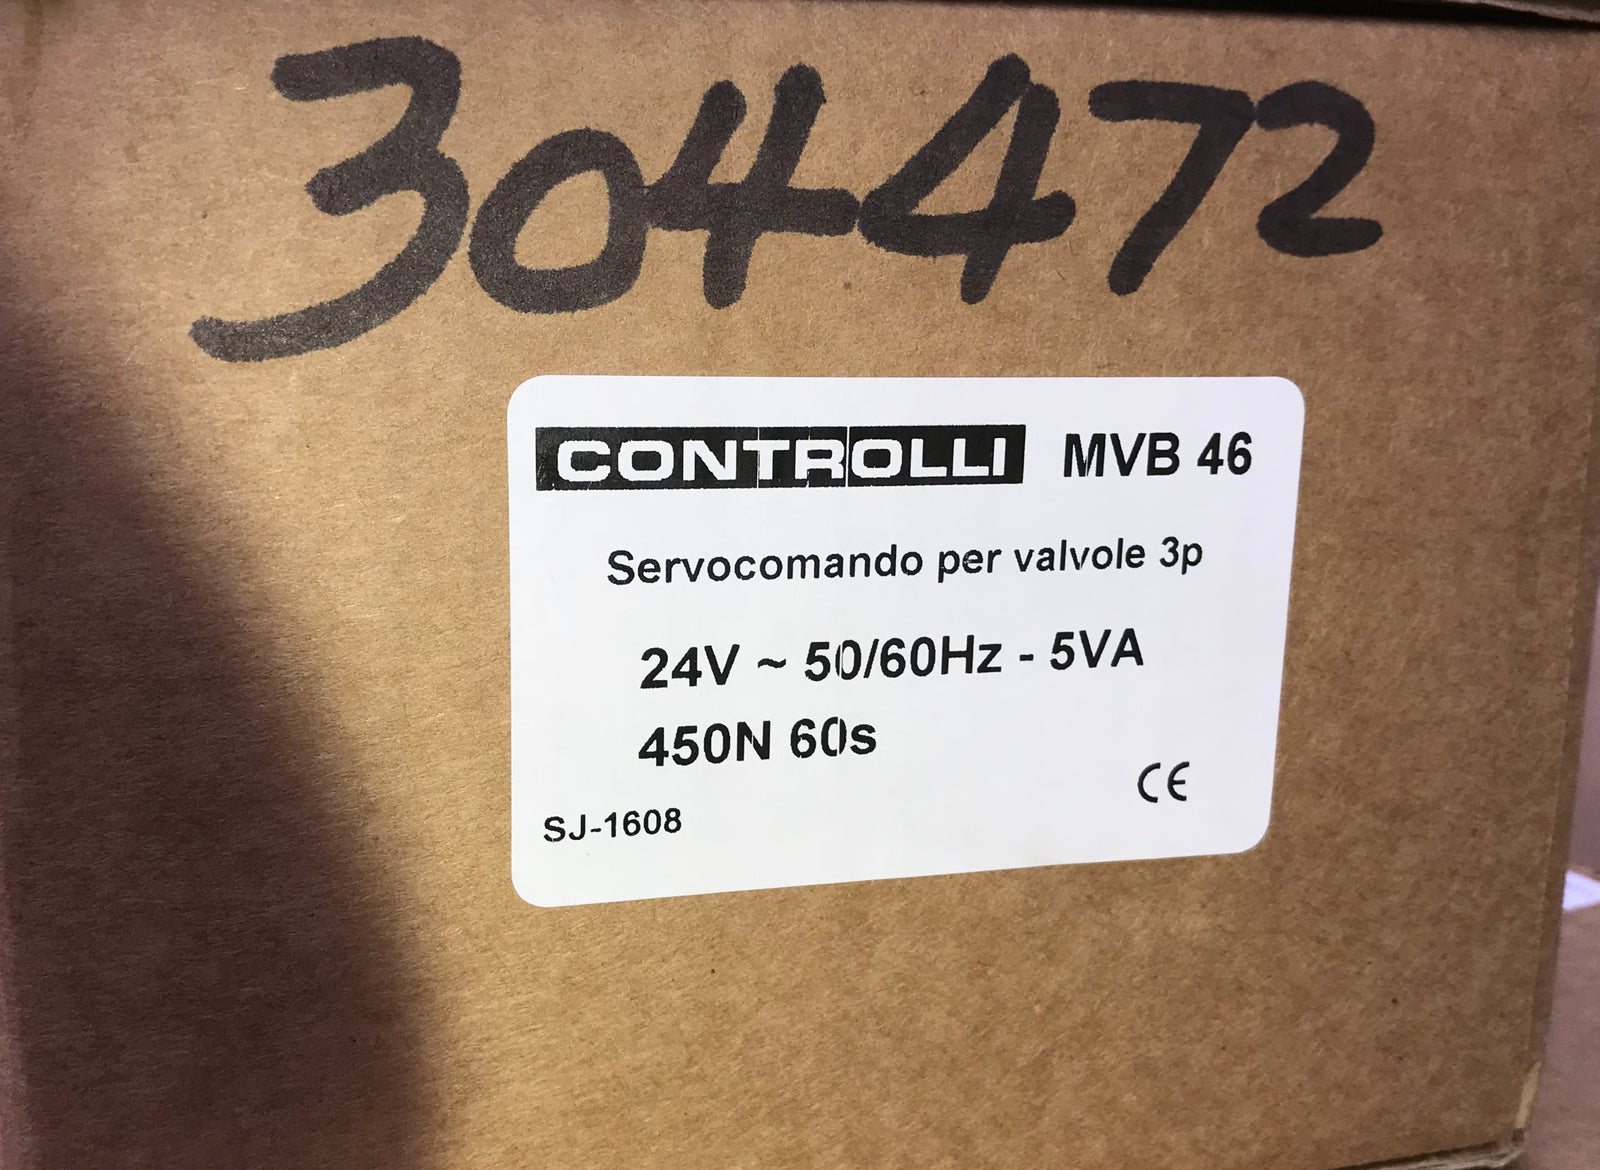 304472
CONTROLLI MVB 46
Servocomando per valvole 3p
24V ~ 50/60Hz - 5VA
450N 60s
CE
SJ-1608